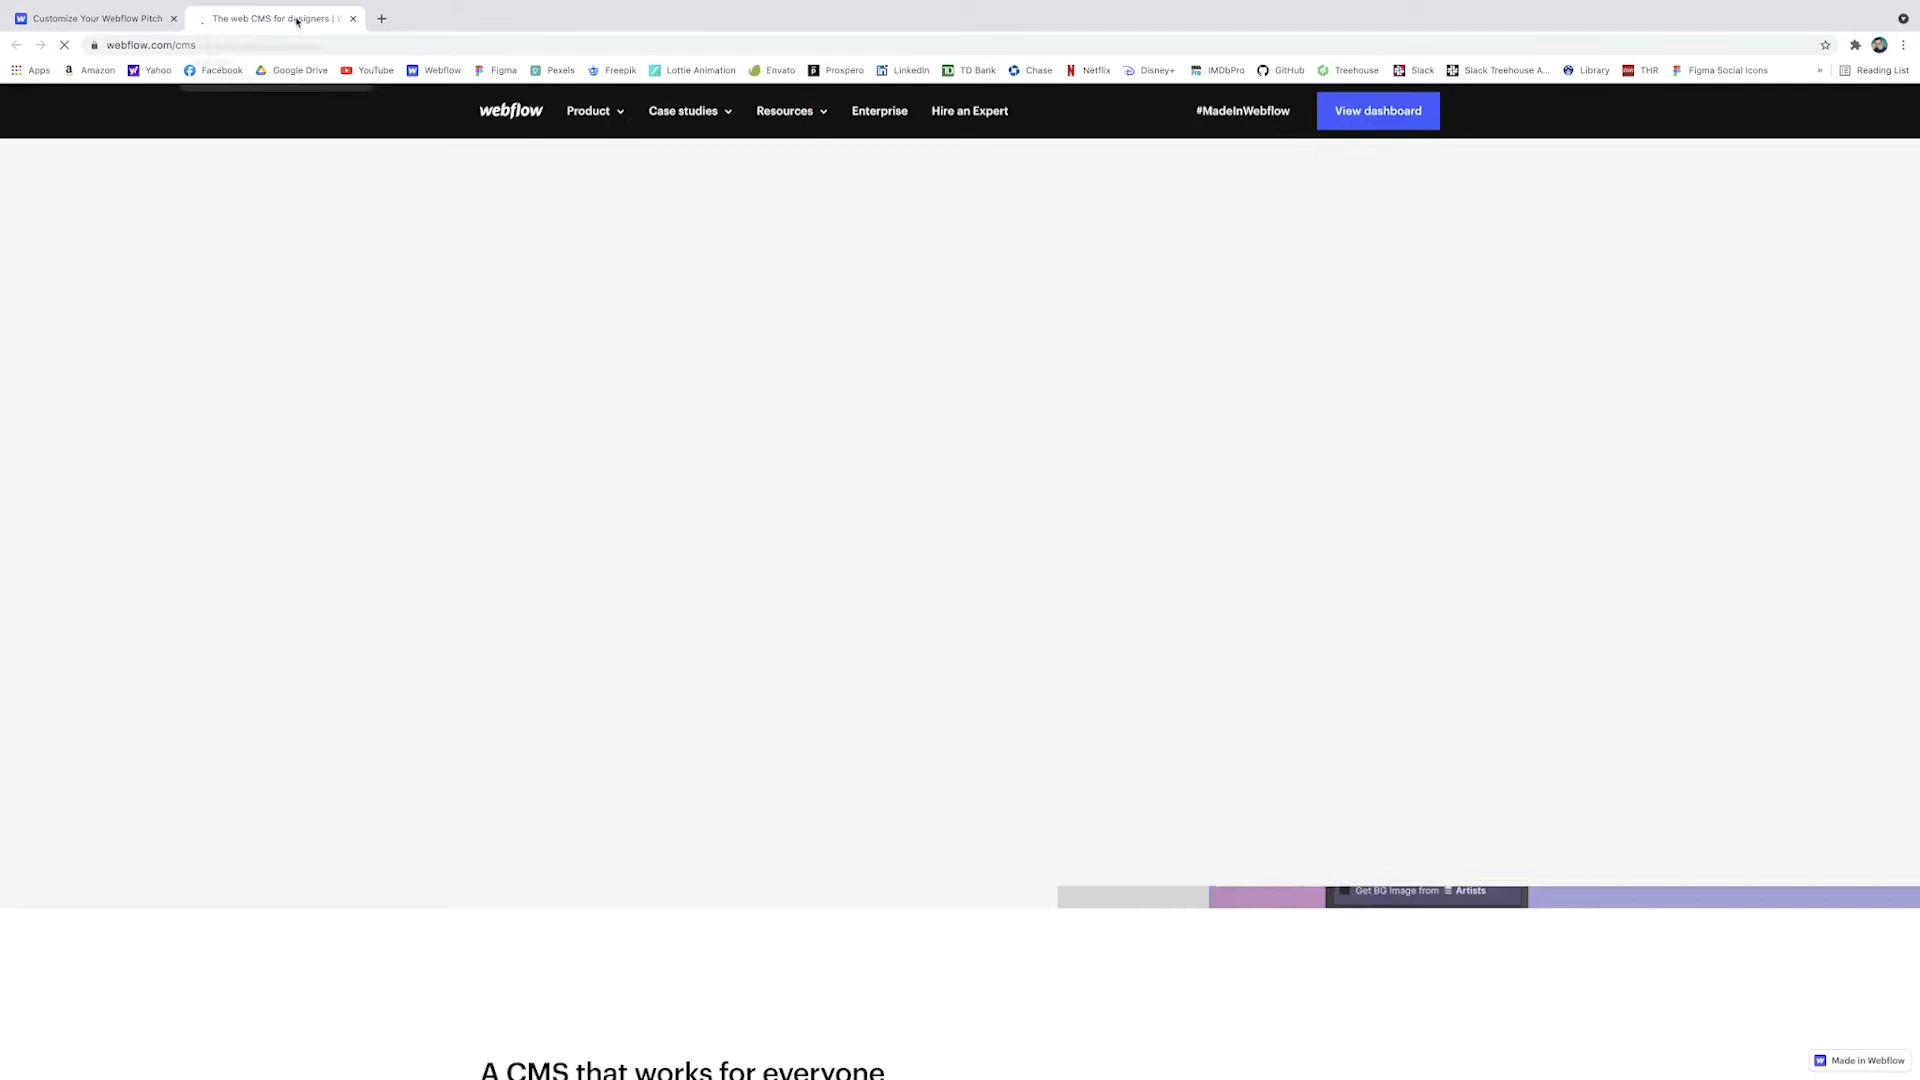 Customize Your Webflow Pitch
The web CMS for designers |
webflow.com/cms
Apps Amazon Yahoo Facebook Google Drive YouTube Webflow Figma Pexels Freepik Lottie Animation Envato Prospero LinkedIn TD Bank Chase Netflix Disney+ IMDbPro GitHub Treehouse Slack Slack Treehouse A... Library THR Figma Social Icons » Reading List
webflow Product Case studies Resources Enterprise Hire an Expert #MadeInWebflow View dashboard
Get BG Image from Artists
A CMS that works for everyone
Made in Webflow